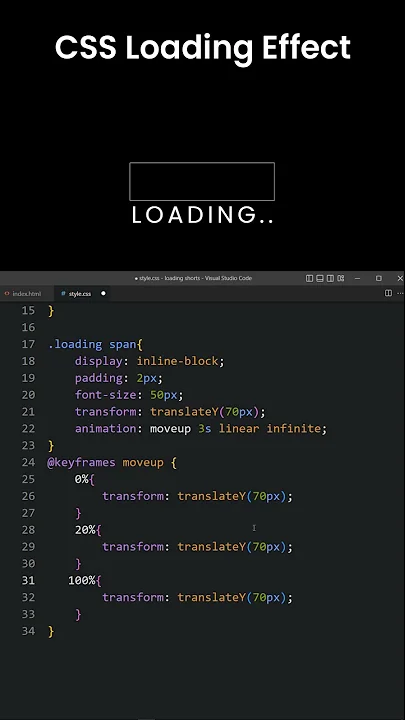 CSS Loading Effect
LOADING..
● style.css - loading shorts - Visual Studio Code
<> index.html # style.css ●
15 }
16
17 .loading span{
18 display: inline-block;
19 padding: 2px;
20 font-size: 50px;
21 transform: translateY(70px);
22 animation: moveup 3s linear infinite;
23 }
24 @keyframes moveup {
25 0%{
26 transform: translateY(70px);
27 }
28 20%{
29 transform: translateY(70px);
30 }
31 100%{
32 transform: translateY(70px);
33 }
34 }